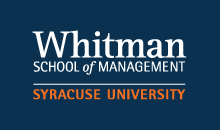 Whitman
SCHOOL of MANAGEMENT
SYRACUSE UNIVERSITY